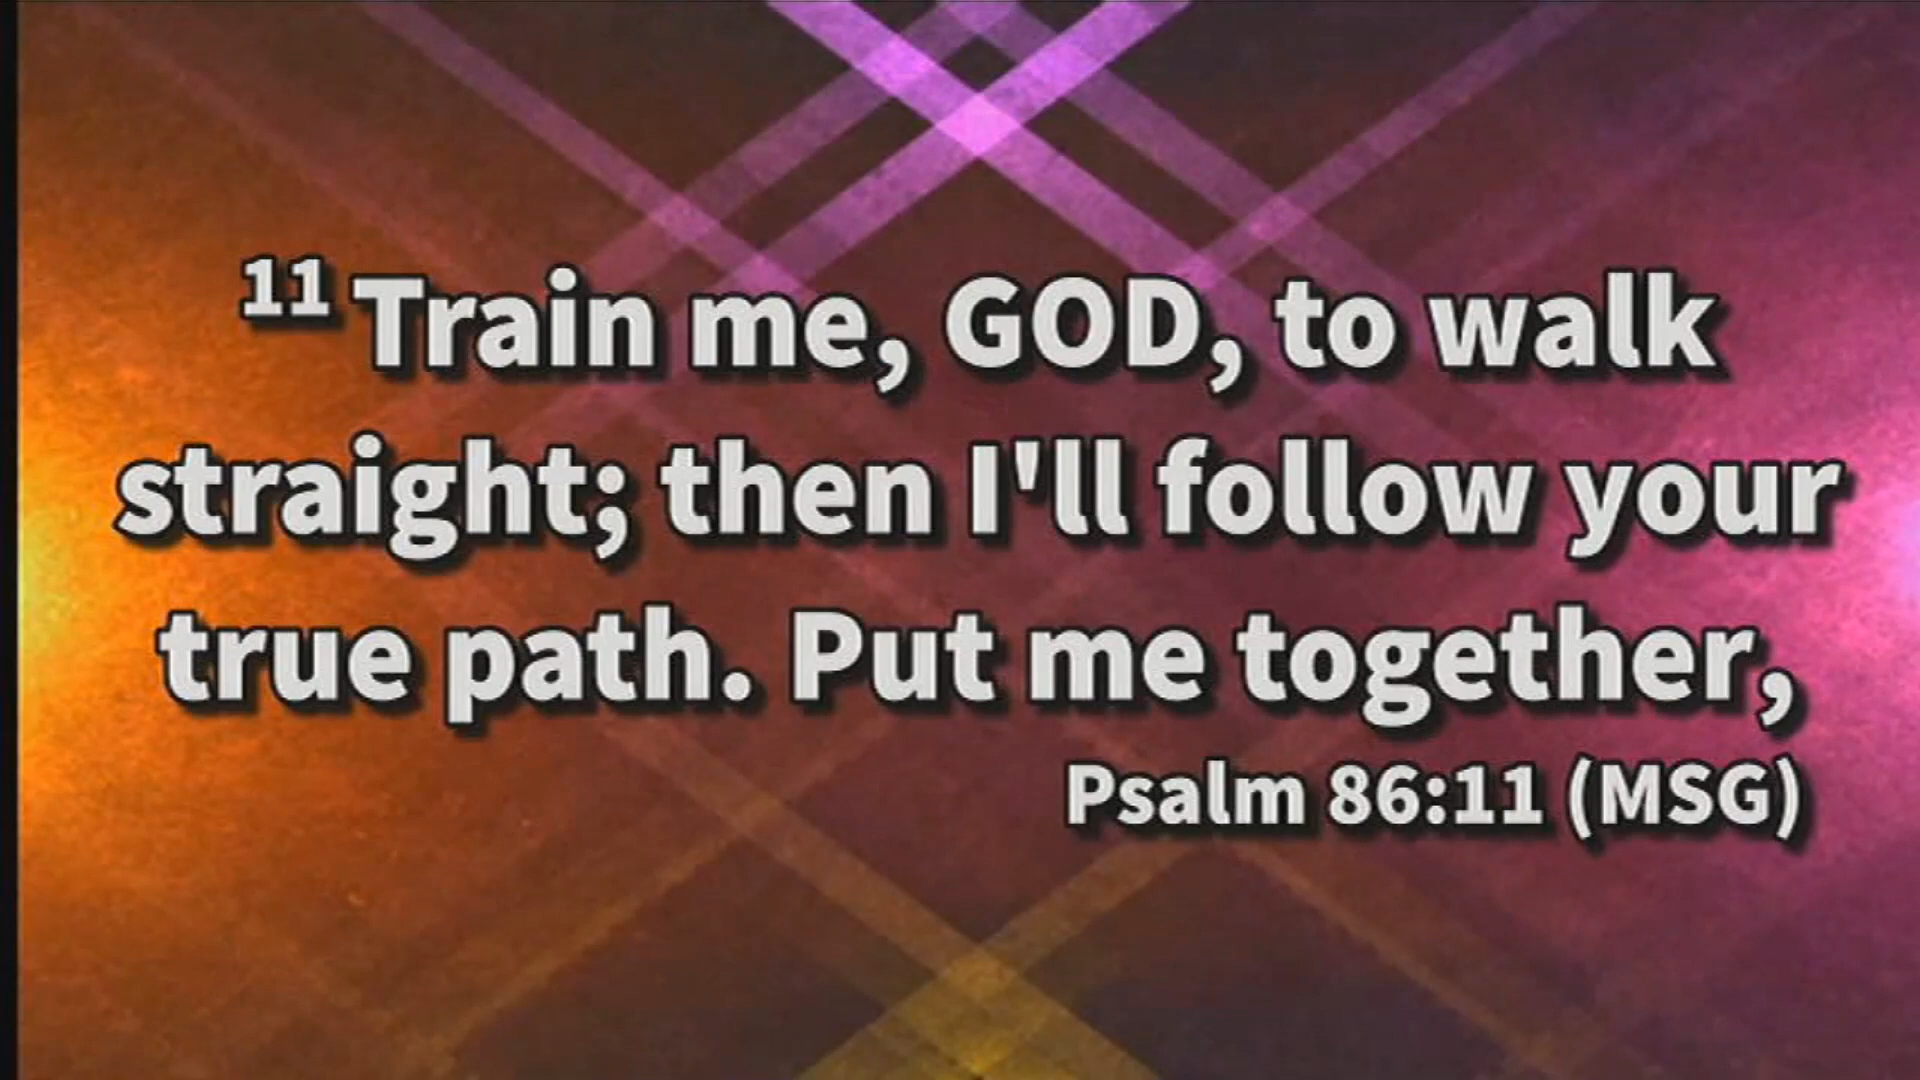 11 Train me, GOD, to walk
straight; then I'll follow your
true path. Put me together,
Psalm 86:11 (MSG)